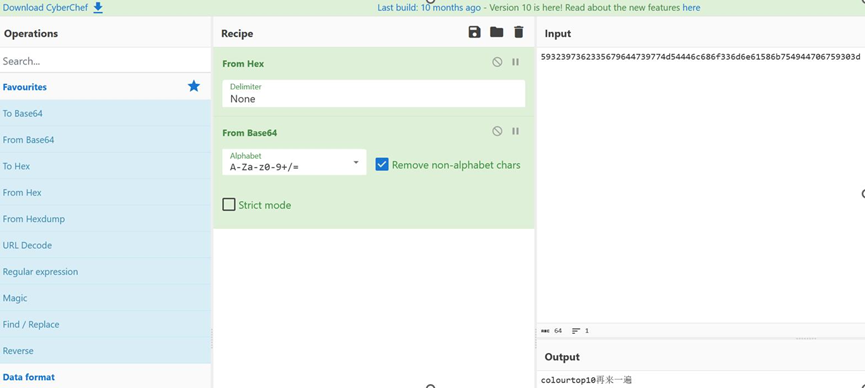 Download CyberChef
Last build: 10 months ago - Version 10 is here! Read about the new features here
Operations
Recipe
Input
Search...
Favourites
To Base64
From Base64
To Hex
From Hex
From Hexdump
URL Decode
Regular expression
Magic
Find / Replace
Reverse
Data format
From Hex
Delimiter
None
From Base64
Alphabet
A-Za-z0-9+/=
Remove non-alphabet chars
Strict mode
5932397362335679644739774d54446c686f336d6e61586b754944706759303d
64 1
Output
colourtop10再来一遍